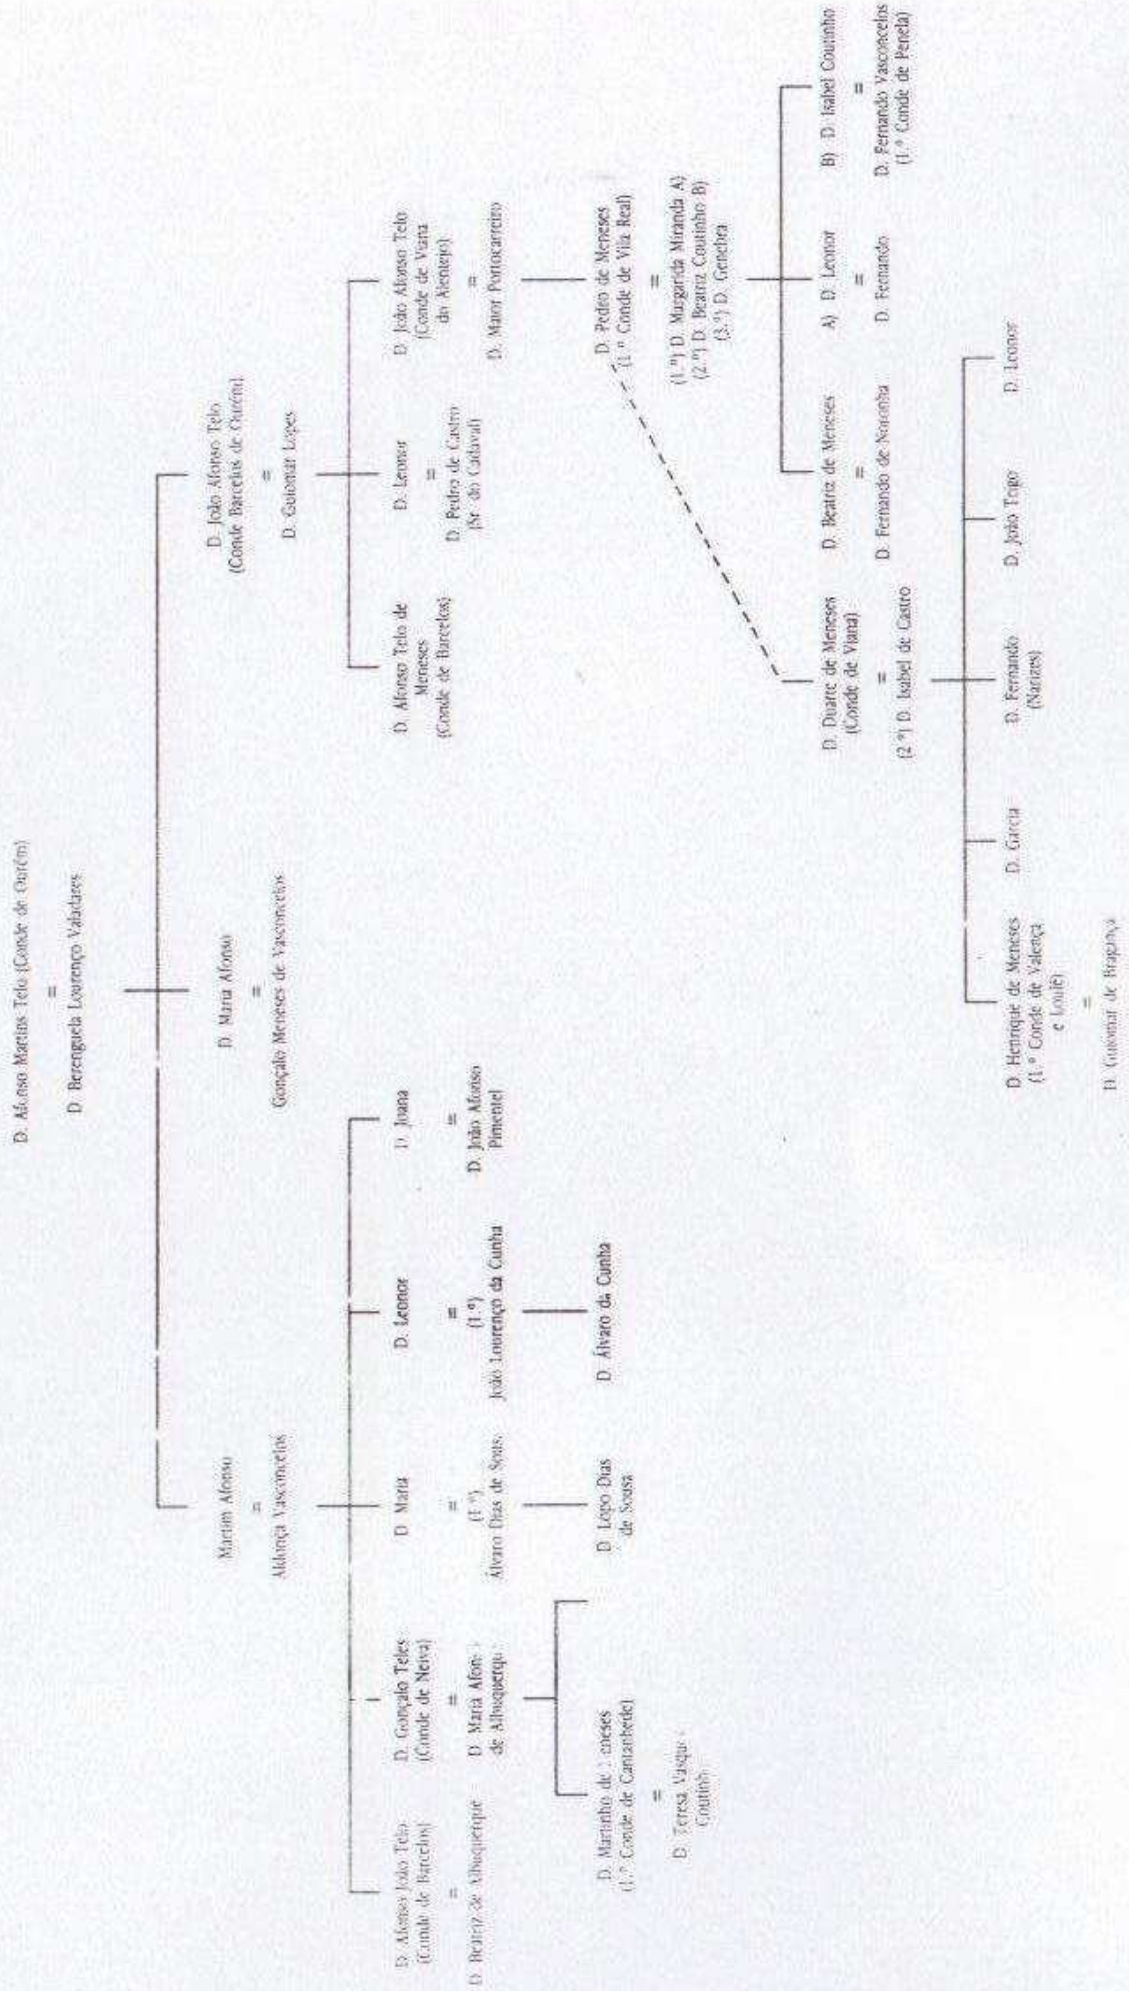 D. Afonso Martins Telo (Conde de Ourém)
=
D. Berenguela Lourenço Valadares
Martim Afonso
=
Aldonça Vasconcelos
D. Maria Afonso
=
Gonçalo Meneses de Vasconcelos
D. João Afonso Telo
(Conde Barcelos de Ourém)
=
D. Guiomar Lopes
D. Afonso João Telo
(Conde de Barcelos)
=
D. Beatriz de Albuquerque
D. Gonçalo Teles
(Conde de Neiva)
=
D. Maria
de
D. Maria
=
(1.º)
Álvaro Dias de
D. Leonor
=
(1.º)
João Lourenço da Cunha
D. Joana
=
D. João Afonso
Pimentel
D. Afonso Telo de
Meneses
(Conde de Barcelos)
D. Leonor
=
D. Pedro de Castro
(Sr. do Cadaval)
D. João Afonso Telo
(Conde de Viana
do Alentejo)
=
D. Maior Portocarreiro
D. Martinho de
(1.º Conde de Cantanhede)
=
D. Teresa
D. Lopo Dias
de Sousa
D. Álvaro da Cunha
D. Pedro de Meneses
(1.º Conde de Vila Real)
=
(1.º) D. Margarida Miranda A)
(2.º) D. Beatriz Coutinho B)
(3.º) D. Genebra
D. Duarte de Meneses
(Conde de Viana)
=
(2.º) D. Isabel de Castro
D. Beatriz de Meneses
=
D. Fernando de Noronha
A) D. Leonor
=
D. Fernando
B) D. Isabel Coutinho
=
D. Fernando Vasconcelos
(1.º Conde de Penela)
D. Henrique de Meneses
(1.º Conde de Valença
e Loulé)
=
D. Guiomar de Bragança
D. Garcia
D. Fernando
(Narizes)
D. João Trigo
D. Leonor